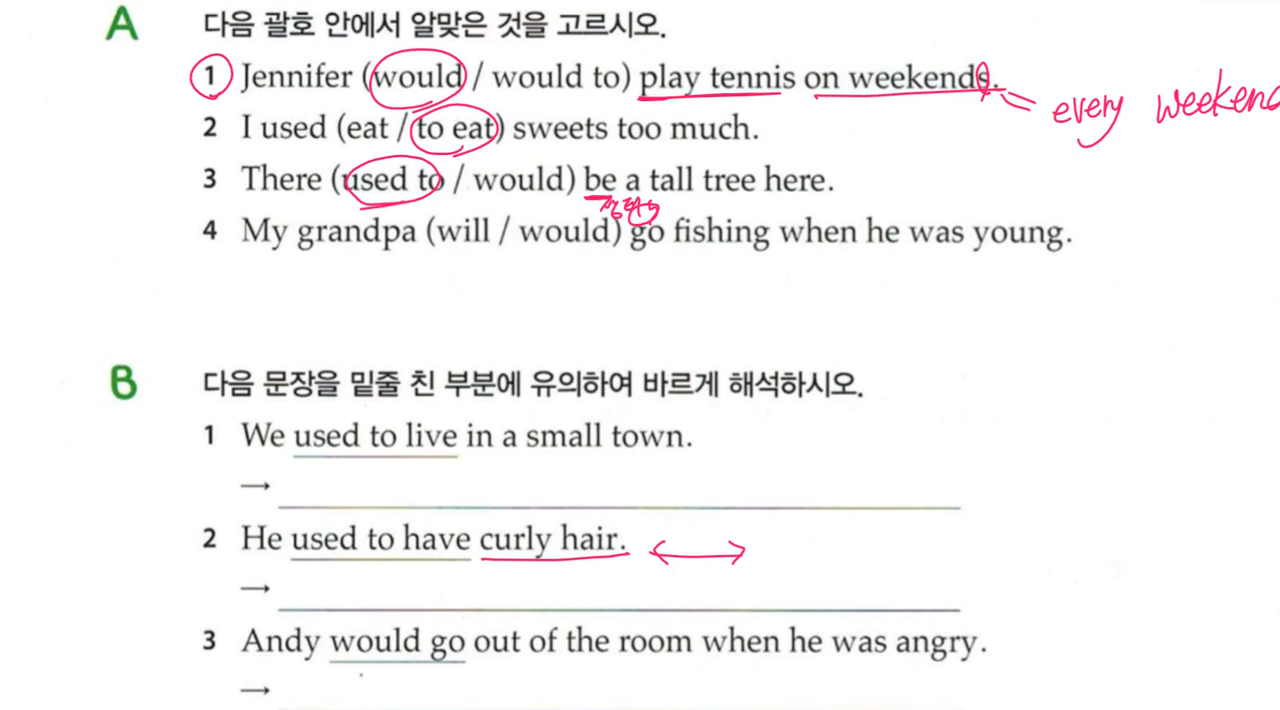 A 다음 괄호 안에서 알맞은 것을 고르시오.
1 Jennifer (would / would to) play tennis on weekends.
every weekend
2 I used (eat / to eat) sweets too much.
3 There (used to / would) be a tall tree here.
4 My grandpa (will / would) go fishing when he was young.
B 다음 문장을 밑줄 친 부분에 유의하여 바르게 해석하시오.
1 We used to live in a small town.
→
2 He used to have curly hair.
→
3 Andy would go out of the room when he was angry.
→